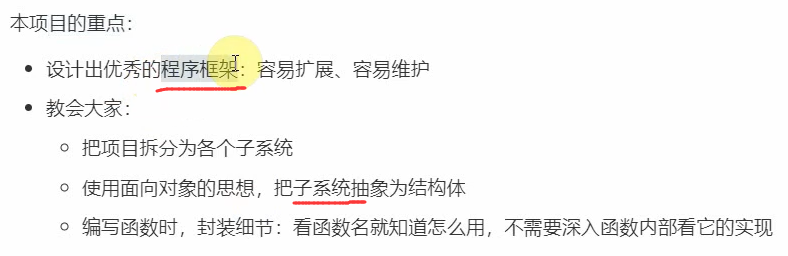 本项目的重点：
设计出优秀的程序框架：容易扩展、容易维护
教会大家：
把项目拆分为各个子系统
使用面向对象的思想，把子系统抽象为结构体
编写函数时，封装细节：看函数名就知道怎么用，不需要深入函数内部看它的实现